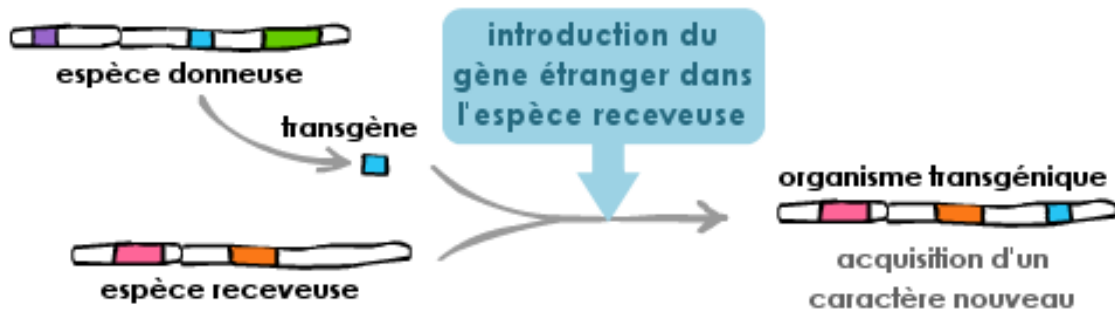 espèce donneuse
transgène
introduction du
gène étranger dans
l'espèce receveuse
espèce receveuse
organisme transgénique
acquisition d'un
caractère nouveau